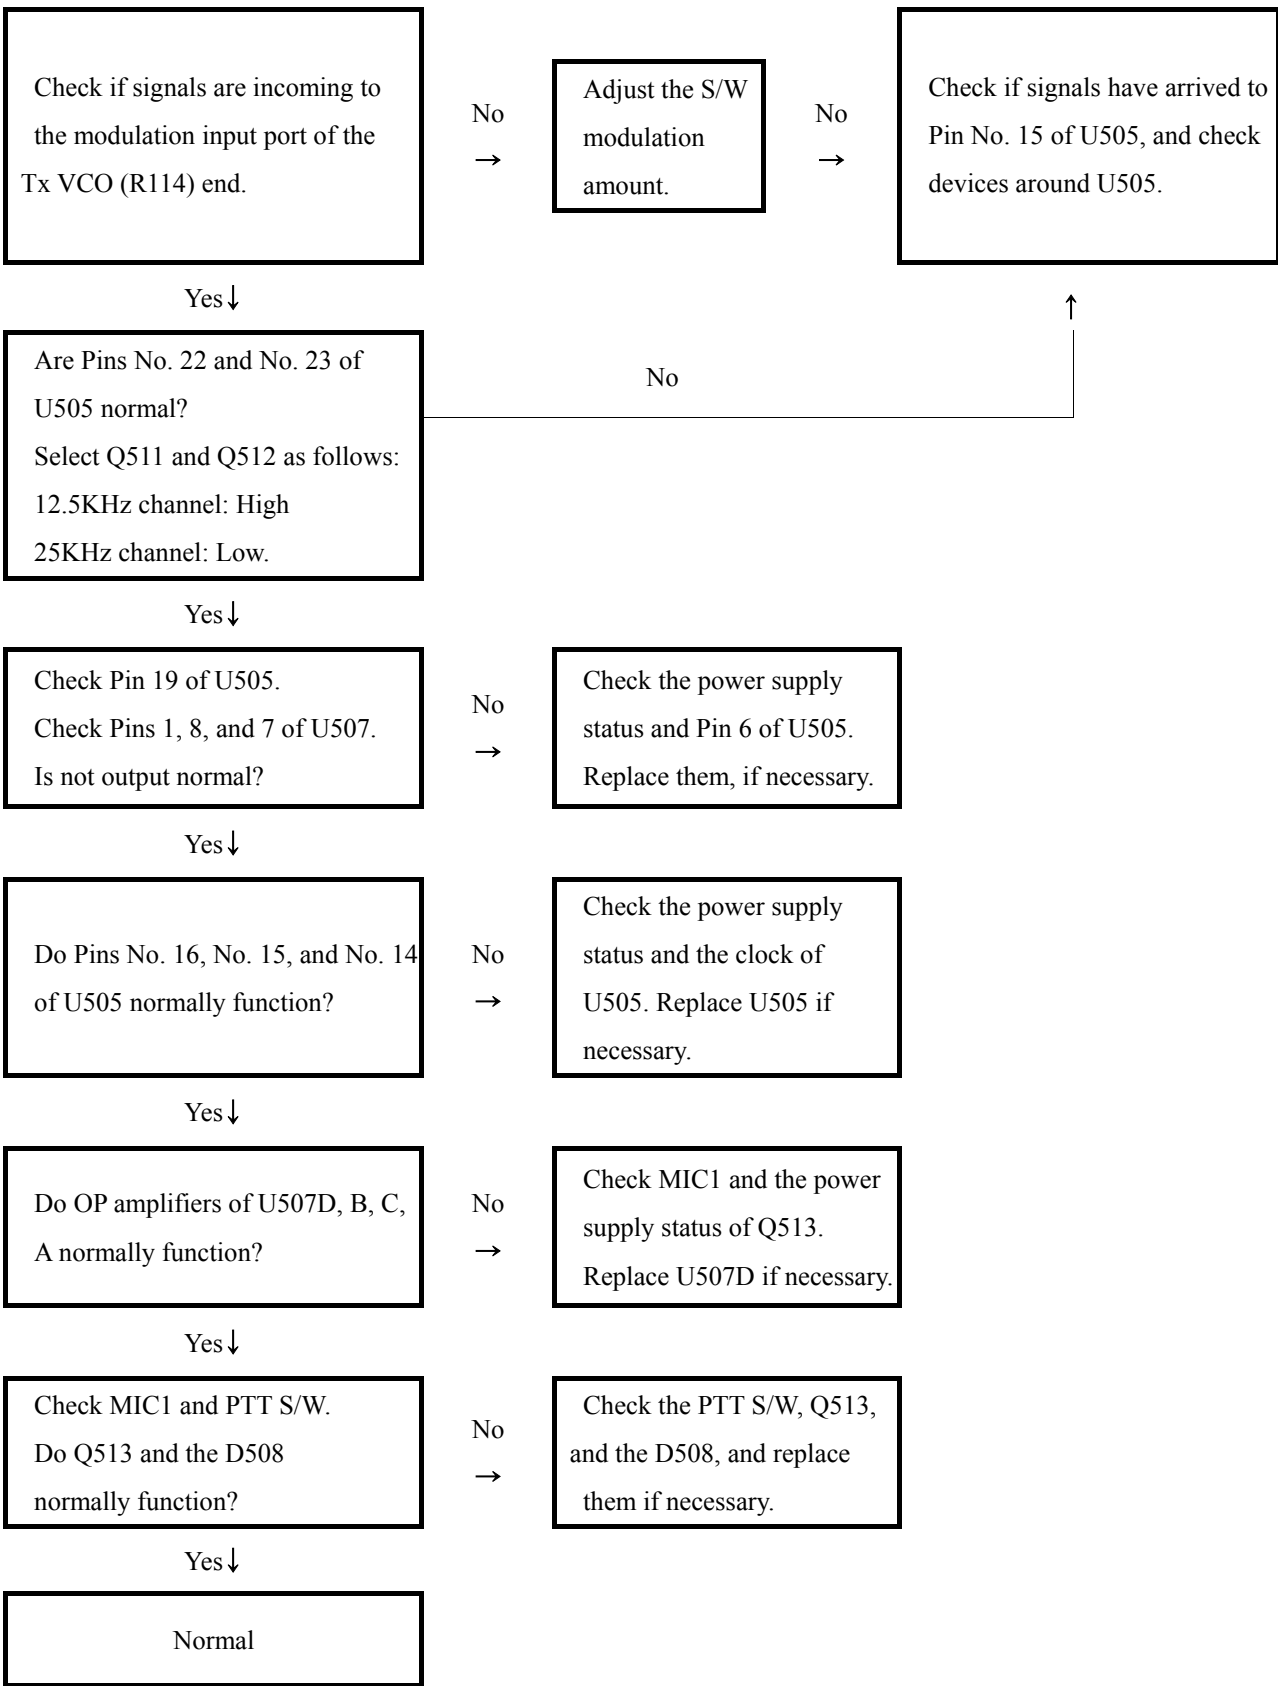 Check if signals are incoming to
the modulation input port of the
Tx VCO (R114) end.
No
→
Adjust the S/W
modulation
amount.
No
→
Check if signals have arrived to
Pin No. 15 of U505, and check
devices around U505.
Yes↓
↑
Are Pins No. 22 and No. 23 of
U505 normal?
Select Q511 and Q512 as follows:
12.5KHz channel: High
25KHz channel: Low.
No
Yes↓
Check Pin 19 of U505.
Check Pins 1, 8, and 7 of U507.
Is not output normal?
No
→
Check the power supply
status and Pin 6 of U505.
Replace them, if necessary.
Yes↓
Do Pins No. 16, No. 15, and No. 14
of U505 normally function?
No
→
Check the power supply
status and the clock of
U505. Replace U505 if
necessary.
Yes↓
Do OP amplifiers of U507D, B, C,
A normally function?
No
→
Check MIC1 and the power
supply status of Q513.
Replace U507D if necessary.
Yes↓
Check MIC1 and PTT S/W.
Do Q513 and the D508
normally function?
No
→
Check the PTT S/W, Q513,
and the D508, and replace
them if necessary.
Yes↓
Normal